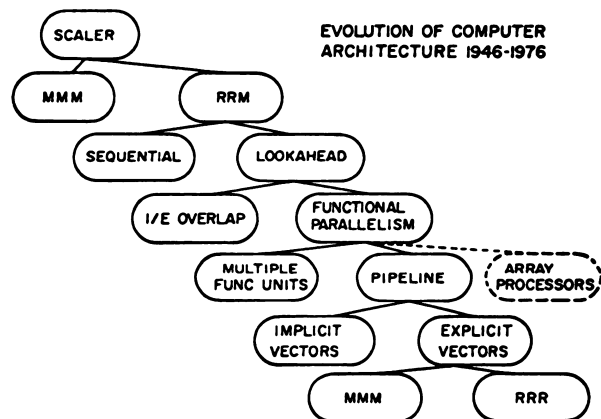 EVOLUTION OF COMPUTER
ARCHITECTURE 1946-1976
SCALER
MMM
RRM
SEQUENTIAL
LOOKAHEAD
I/E OVERLAP
FUNCTIONAL
PARALLELISM
MULTIPLE
FUNC UNITS
PIPELINE
ARRAY
PROCESSORS
IMPLICIT
VECTORS
EXPLICIT
VECTORS
MMM
RRR